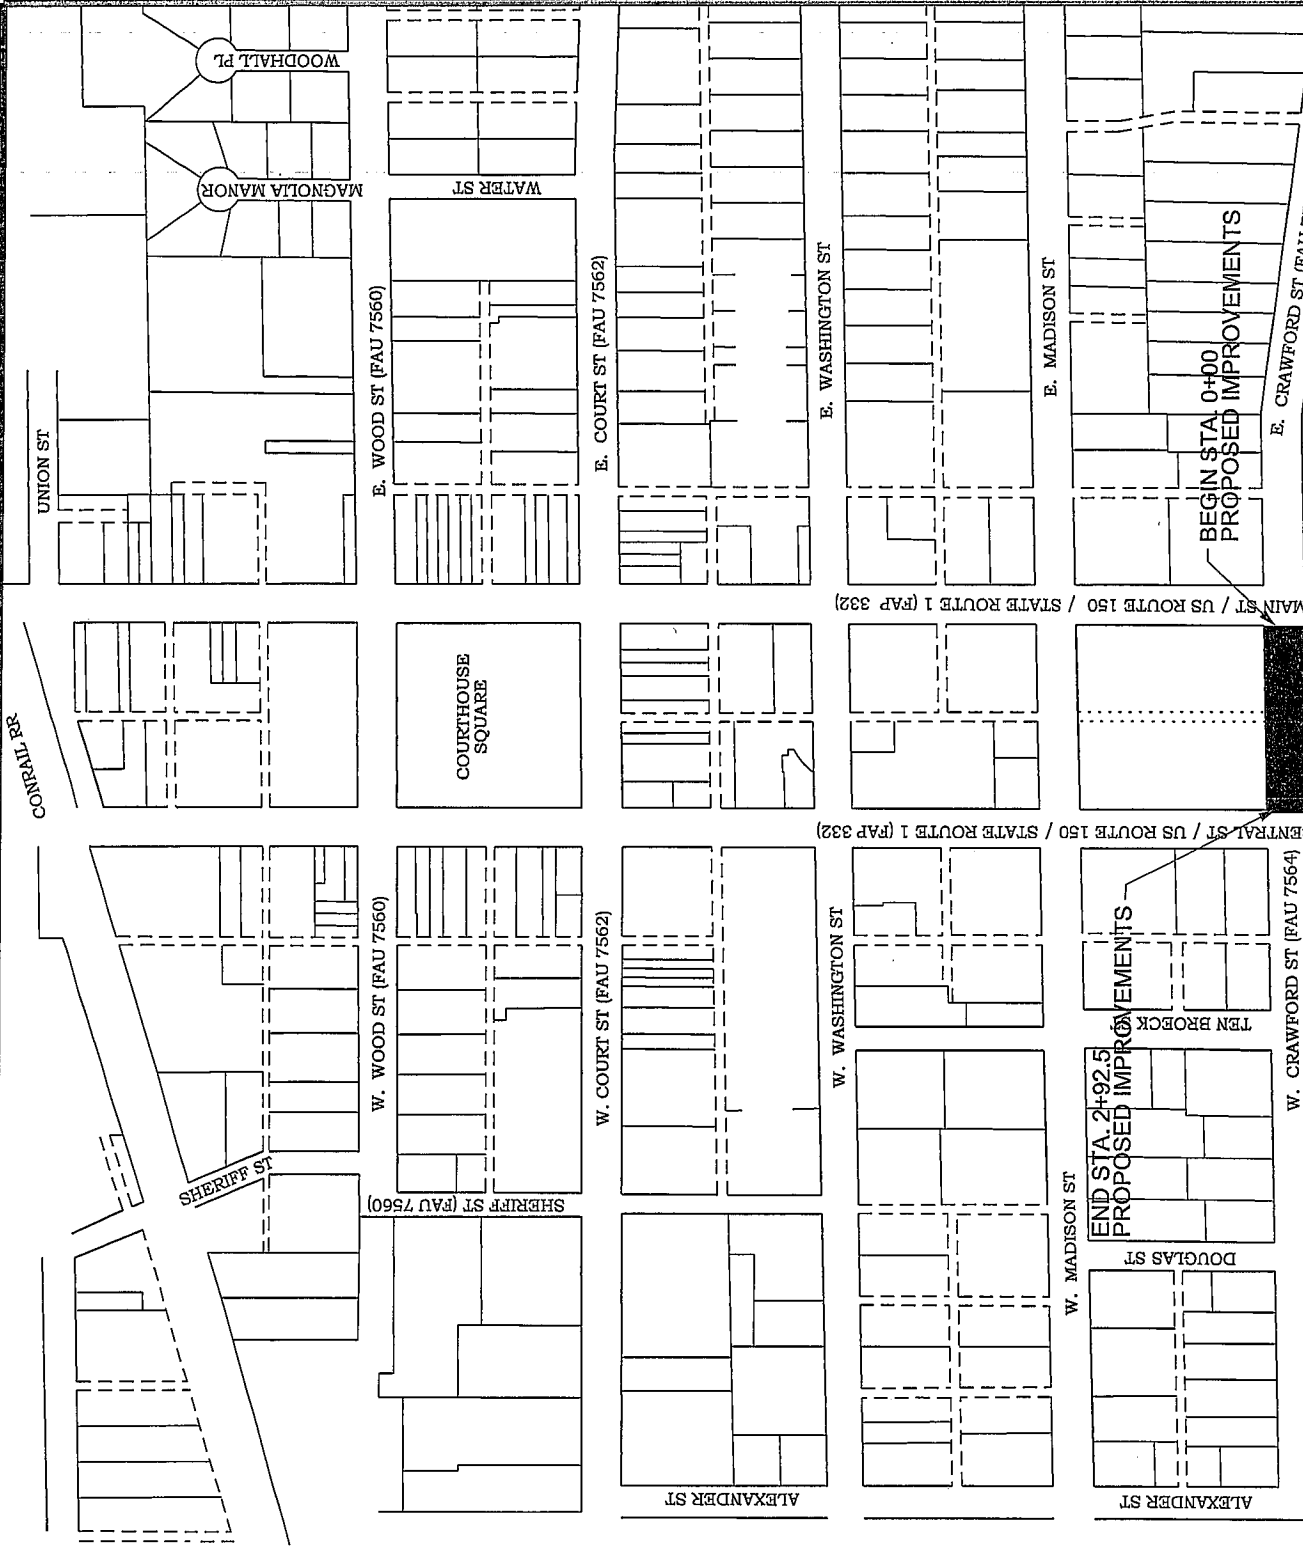 WOODHALL PL
MAGNOLIA MANOR
WATER ST
UNION ST
E. WOOD ST (FAU 7560)
E. COURT ST (FAU 7562)
E. WASHINGTON ST
E. MADISON ST
E. CRAWFORD ST (FAU
BEGIN STA. 0+00
PROPOSED IMPROVEMENTS
MAIN ST / US ROUTE 150 / STATE ROUTE 1 (FAP 332)
CONRAIL RR
COURTHOUSE
SQUARE
ENTRAL ST / US ROUTE 150 / STATE ROUTE 1 (FAP 332)
W. WOOD ST (FAU 7560)
W. COURT ST (FAU 7562)
W. WASHINGTON ST
W. MADISON ST
W. CRAWFORD ST (FAU 7564)
TEN BROECK ST
END STA. 2+92.5
PROPOSED IMPROVEMENTS
SHERIFF ST
SHERIFF ST (FAU 7560)
DOUGLAS ST
ALEXANDER ST
ALEXANDER ST